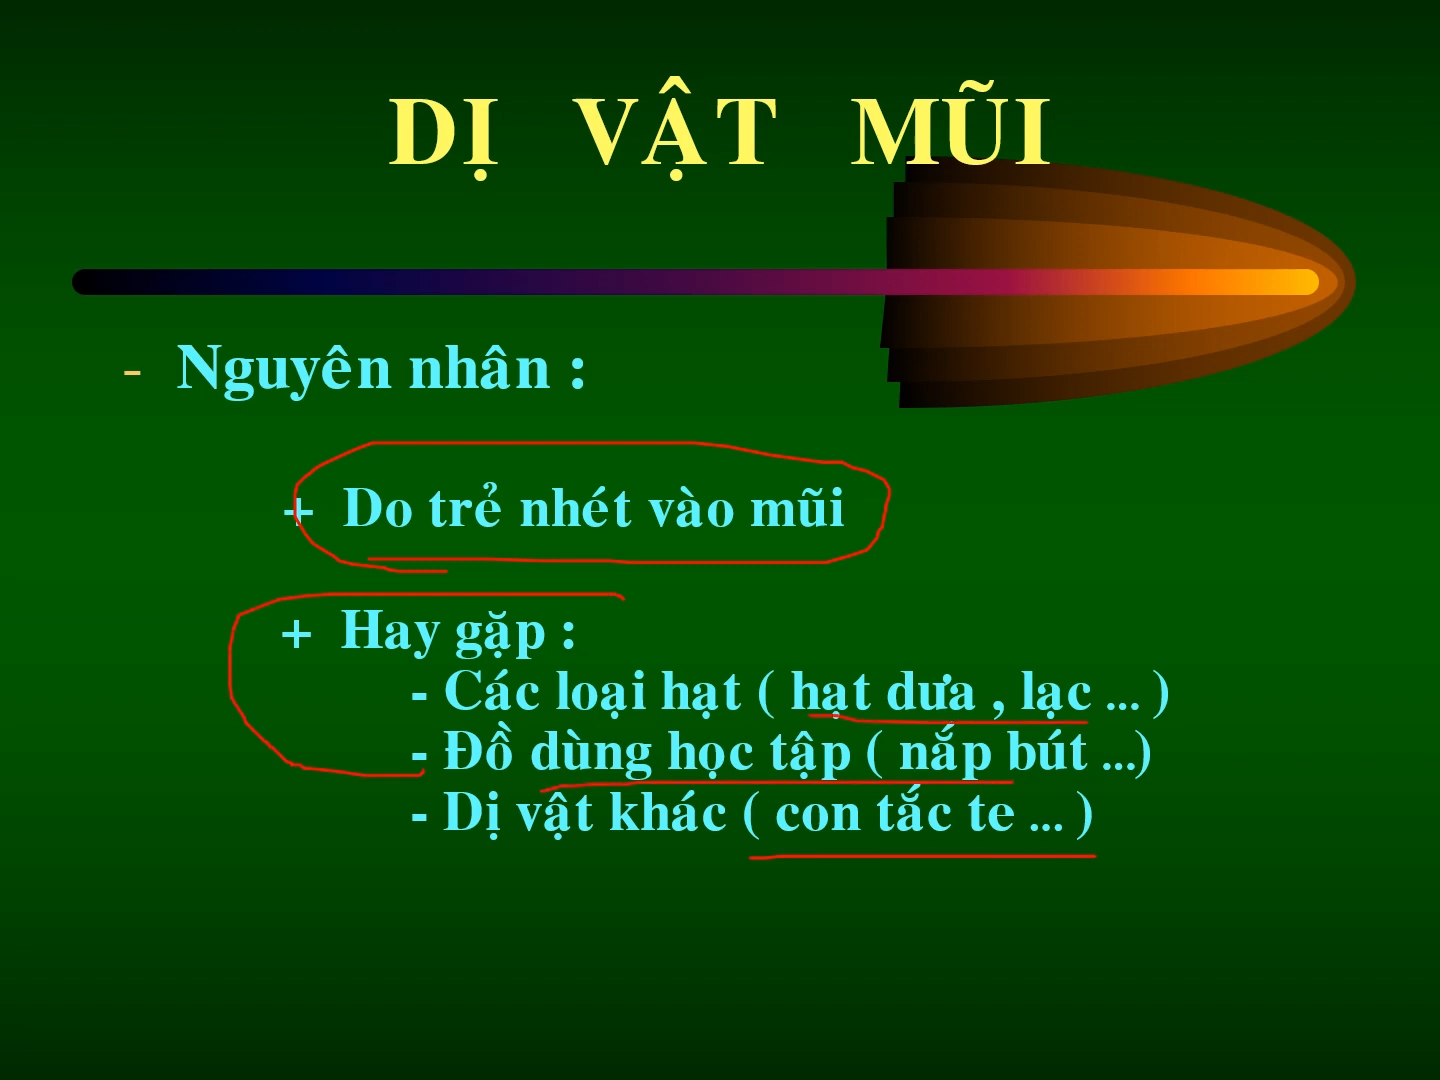 DỊ VẬT MŨI
- Nguyên nhân :
+ Do trẻ nhét vào mũi
+ Hay gặp :
- Các loại hạt ( hạt dưa , lạc ... )
- Đồ dùng học tập ( nắp bút ...)
- Dị vật khác ( con tắc te ... )